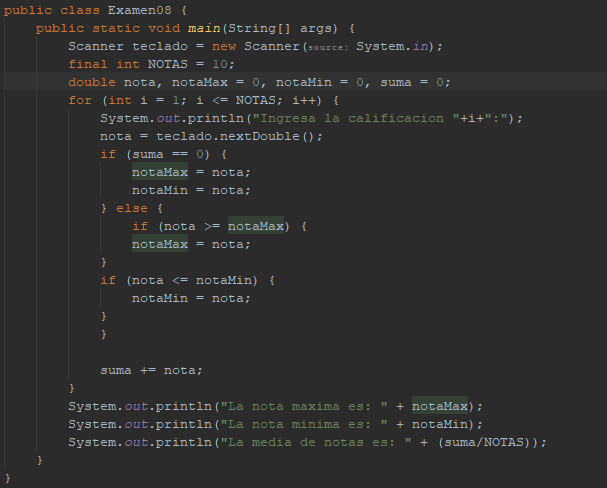 public class Examen08 {
    public static void main(String[] args) {
        Scanner teclado = new Scanner(source: System.in);
        final int NOTAS = 10;
        double nota, notaMax = 0, notaMin = 0, suma = 0;
        for (int i = 1; i <= NOTAS; i++) {
            System.out.println("Ingresa la calificacion "+i+":");
            nota = teclado.nextDouble();
            if (suma == 0) {
                notaMax = nota;
                notaMin = nota;
            } else {
                if (nota >= notaMax) {
                notaMax = nota;
            }
            if (nota <= notaMin) {
                notaMin = nota;
            }
            }
            suma += nota;
        }
        System.out.println("La nota maxima es: " + notaMax);
        System.out.println("La nota minima es: " + notaMin);
        System.out.println("La media de notas es: " + (suma/NOTAS));
    }
}